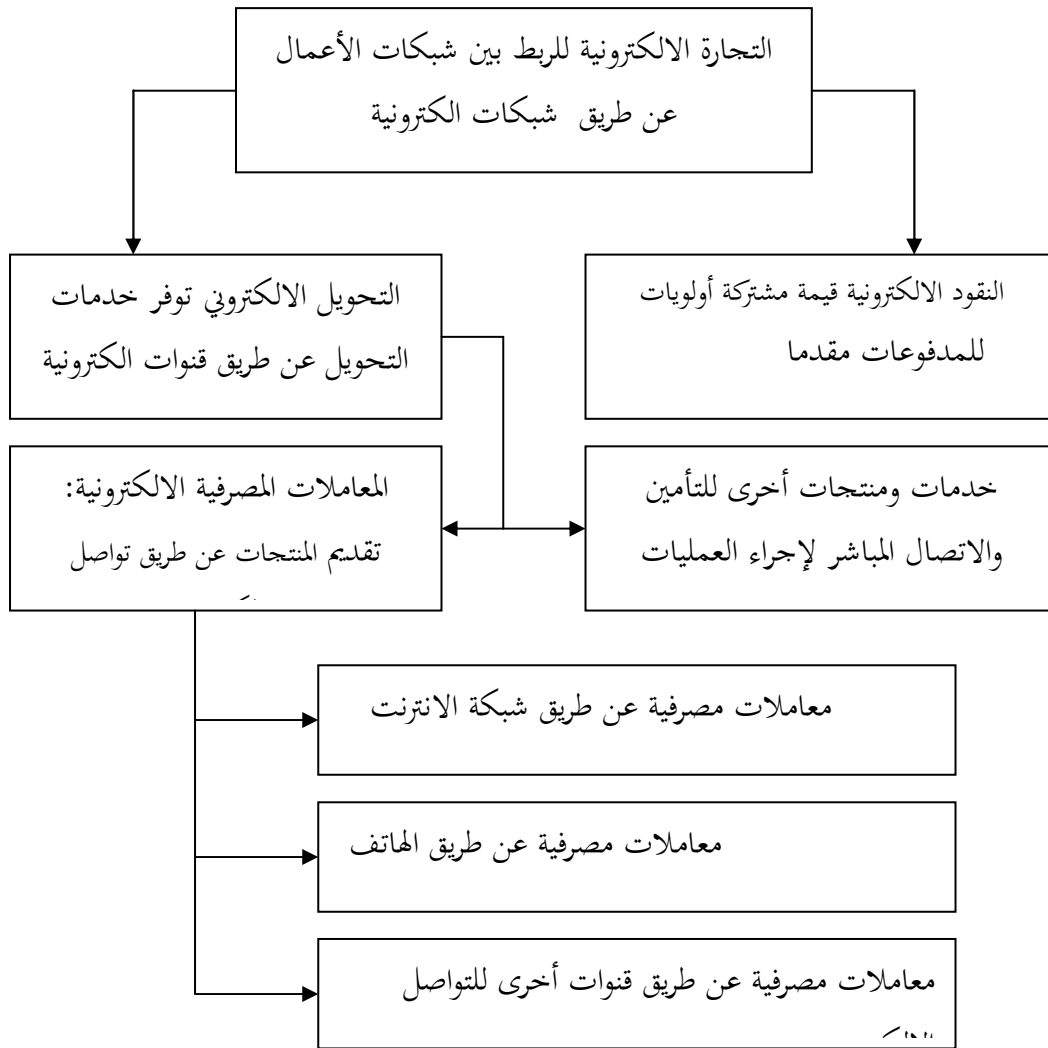 التجارة الالكترونية للربط بين شبكات الأعمال
عن طريق شبكات الكترونية
النقود الالكترونية قيمة مشتركة أولويات
للمدفوعات مقدما
التحويل الالكتروني توفر خدمات
التحويل عن طريق قنوات الكترونية
خدمات ومنتجات أخرى للتأمين
والاتصال المباشر لإجراء العمليات
المعاملات المصرفية الالكترونية:
تقديم المنتجات عن طريق تواصل
معاملات مصرفية عن طريق شبكة الانترنت
معاملات مصرفية عن طريق الهاتف
معاملات مصرفية عن طريق قنوات أخرى للتواصل